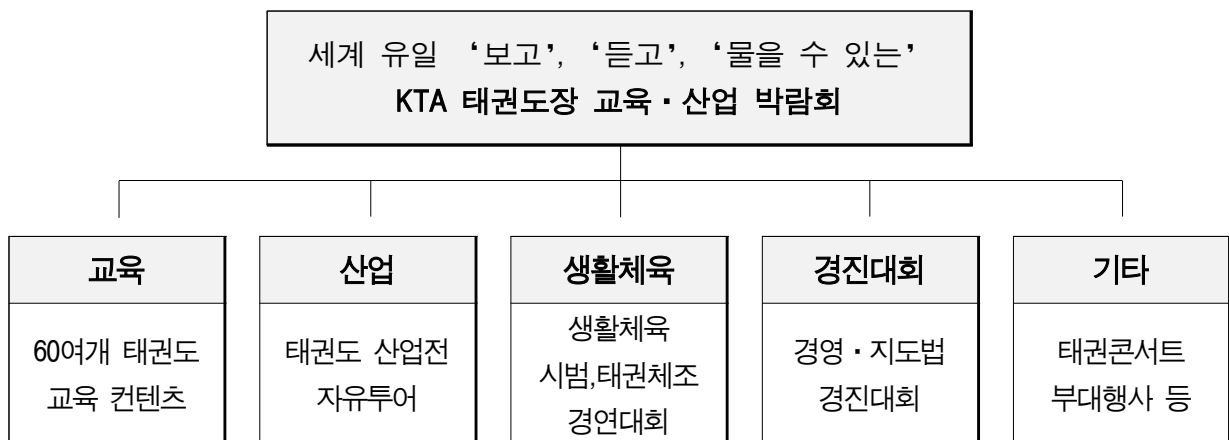 세계 유일 ‘보고’, ‘듣고’, ‘물을 수 있는’
KTA 태권도장 교육·산업 박람회
교육
60여개 태권도
교육 컨텐츠
산업
태권도 산업전
자유투어
생활체육
생활체육
시범,태권체조
경연대회
경진대회
경영·지도법
경진대회
기타
태권콘서트
부대행사 등